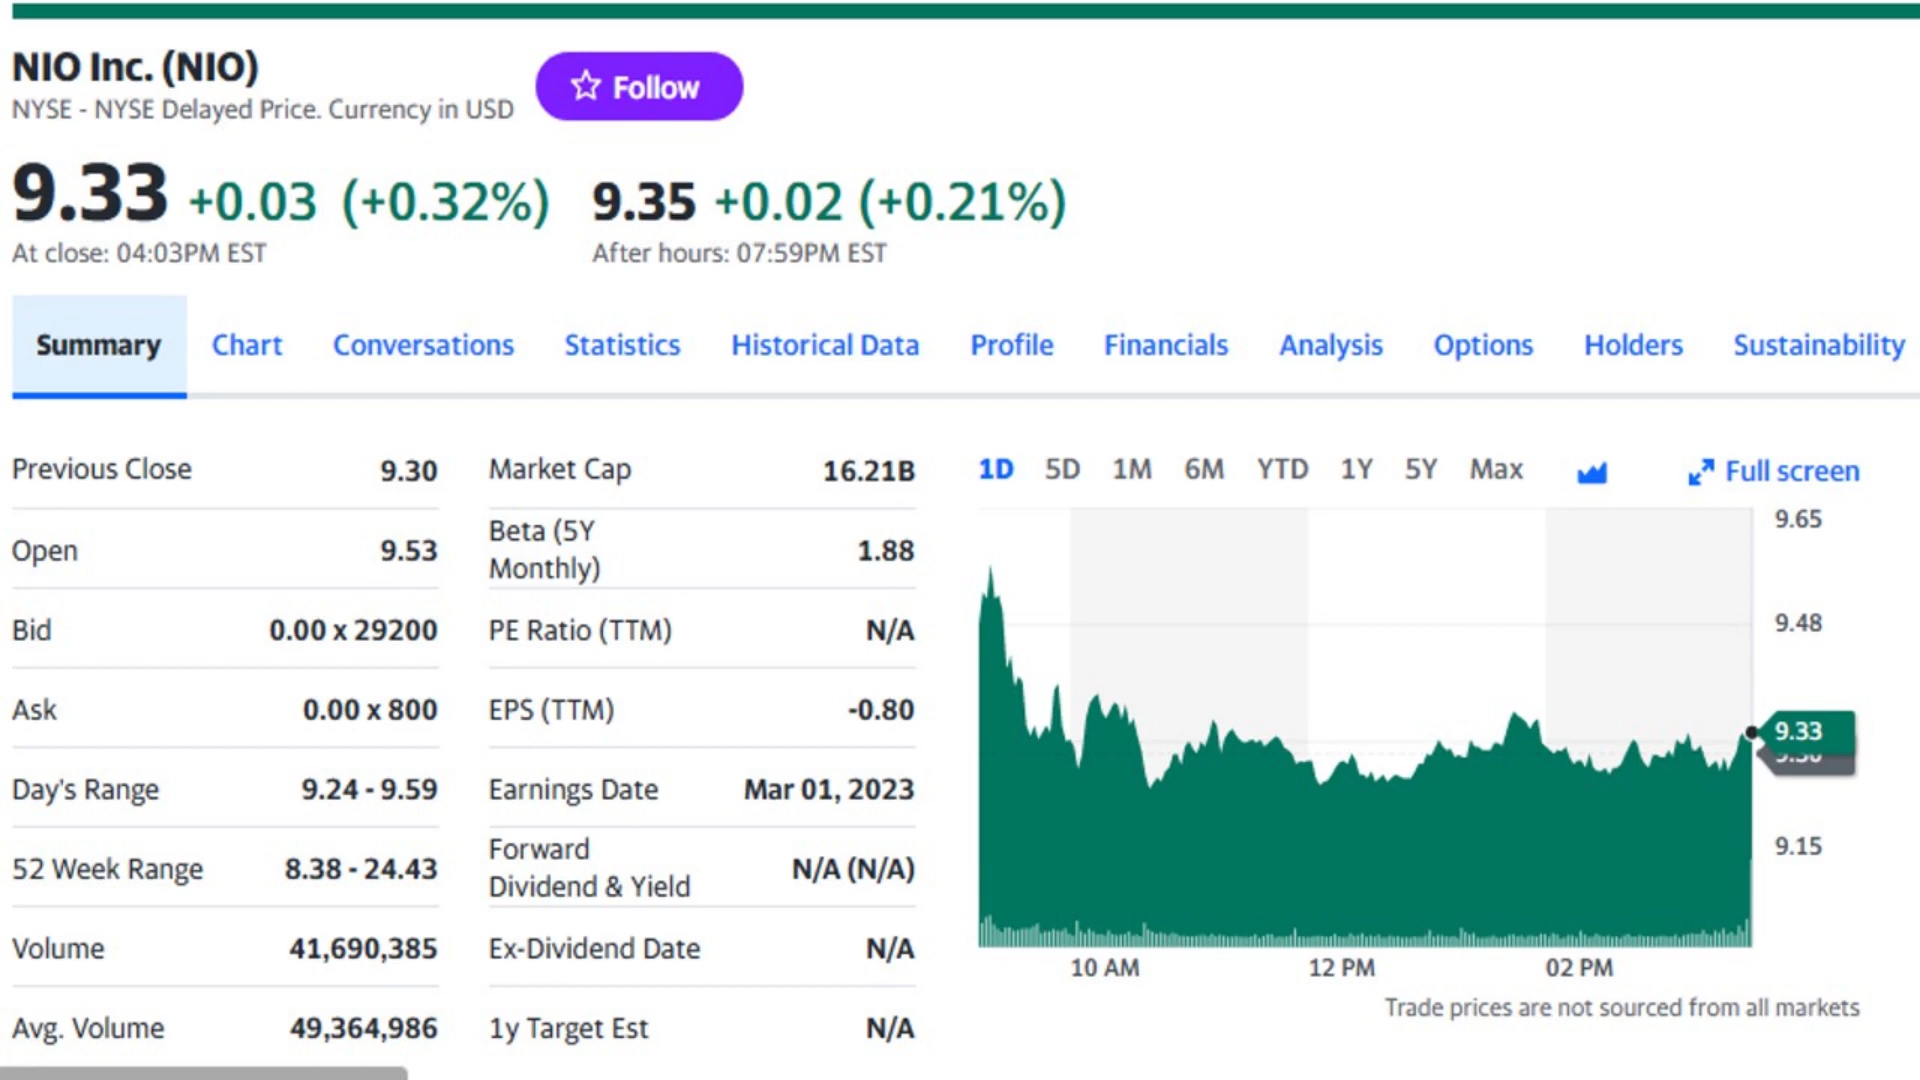 NIO Inc. (NIO)
Follow
NYSE - NYSE Delayed Price. Currency in USD
9.33 +0.03 (+0.32%) 9.35 +0.02 (+0.21%)
At close: 04:03PM EST After hours: 07:59PM EST
Summary Chart Conversations Statistics Historical Data Profile Financials Analysis Options Holders Sustainability
Previous Close 9.30
Open 9.53
Bid 0.00 x 29200
Ask 0.00 x 800
Day's Range 9.24 - 9.59
52 Week Range 8.38 - 24.43
Volume 41,690,385
Avg. Volume 49,364,986
Market Cap 16.21B
Beta (5Y
Monthly) 1.88
PE Ratio (TTM) N/A
EPS (TTM) -0.80
Earnings Date Mar 01, 2023
Forward
Dividend & Yield N/A (N/A)
Ex-Dividend Date N/A
1y Target Est N/A
1D 5D 1M 6M YTD 1Y 5Y Max Full screen
9.65
9.48
9.33
9.15
10 AM 12 PM 02 PM
Trade prices are not sourced from all markets